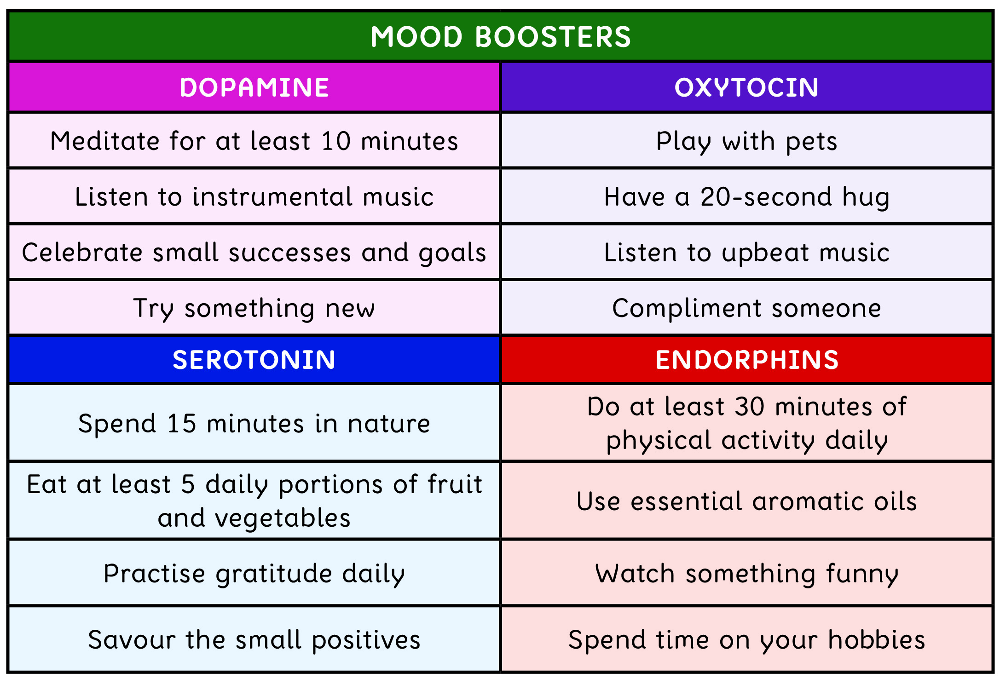 MOOD BOOSTERS
DOPAMINE
OXYTOCIN
Meditate for at least 10 minutes
Play with pets
Listen to instrumental music
Have a 20-second hug
Celebrate small successes and goals
Listen to upbeat music
Try something new
Compliment someone
SEROTONIN
ENDORPHINS
Spend 15 minutes in nature
Do at least 30 minutes of
physical activity daily
Eat at least 5 daily portions of fruit
and vegetables
Use essential aromatic oils
Practise gratitude daily
Watch something funny
Savour the small positives
Spend time on your hobbies